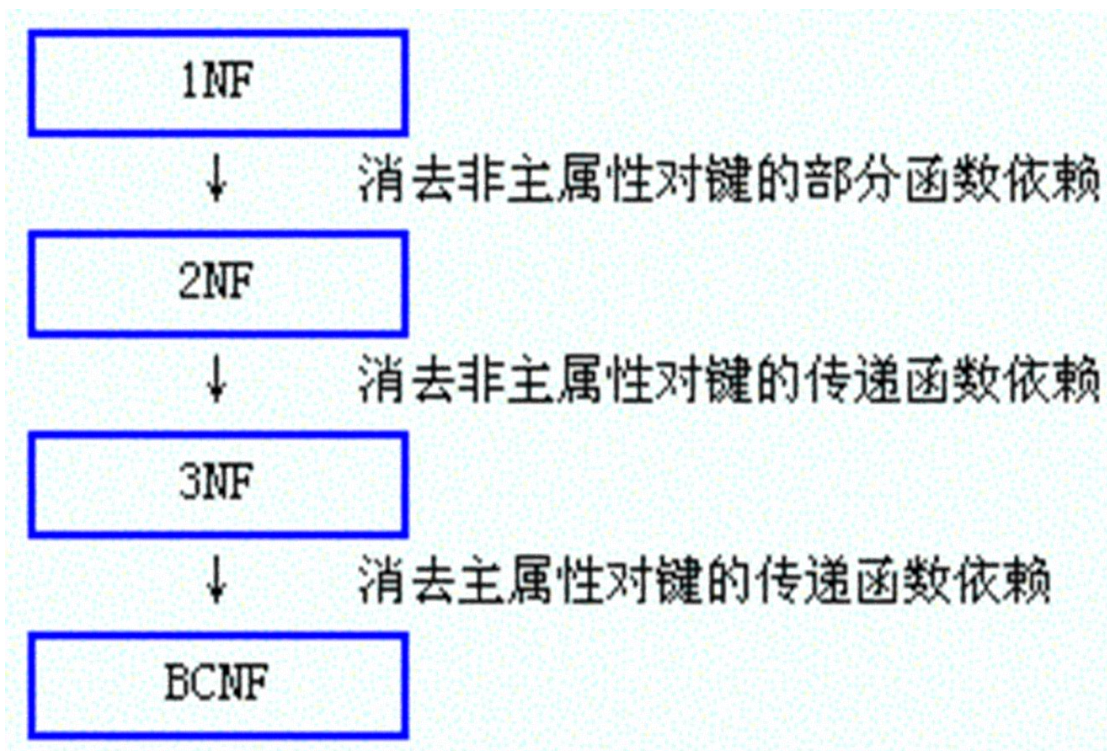 1NF
↓ 消去非主属性对键的部分函数依赖
2NF
↓ 消去非主属性对键的传递函数依赖
3NF
↓ 消去主属性对键的传递函数依赖
BCNF